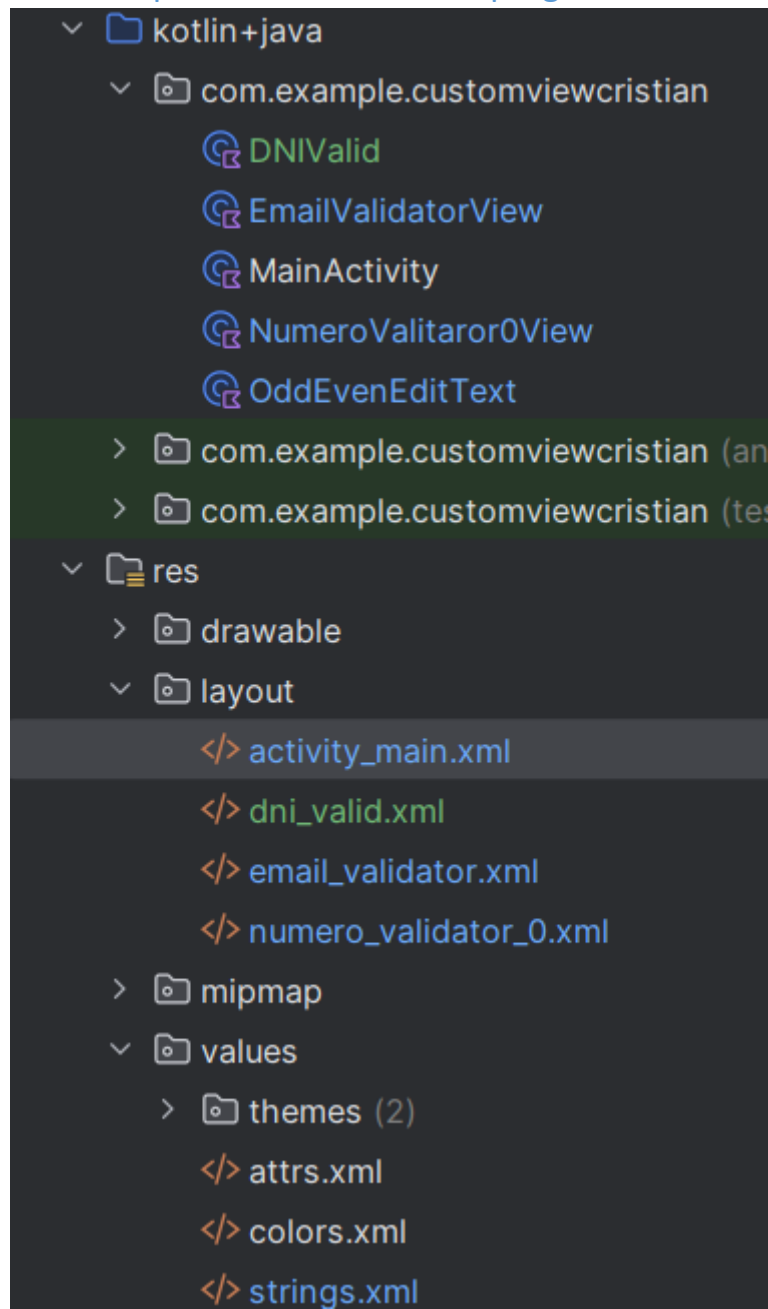 kotlin+java
com.example.customviewcristian
DNIValid
EmailValidatorView
MainActivity
NumeroValitaror0View
OddEvenEditText
com.example.customviewcristian (an
com.example.customviewcristian (tes
res
drawable
layout
activity_main.xml
dni_valid.xml
email_validator.xml
numero_validator_0.xml
mipmap
values
themes (2)
attrs.xml
colors.xml
strings.xml